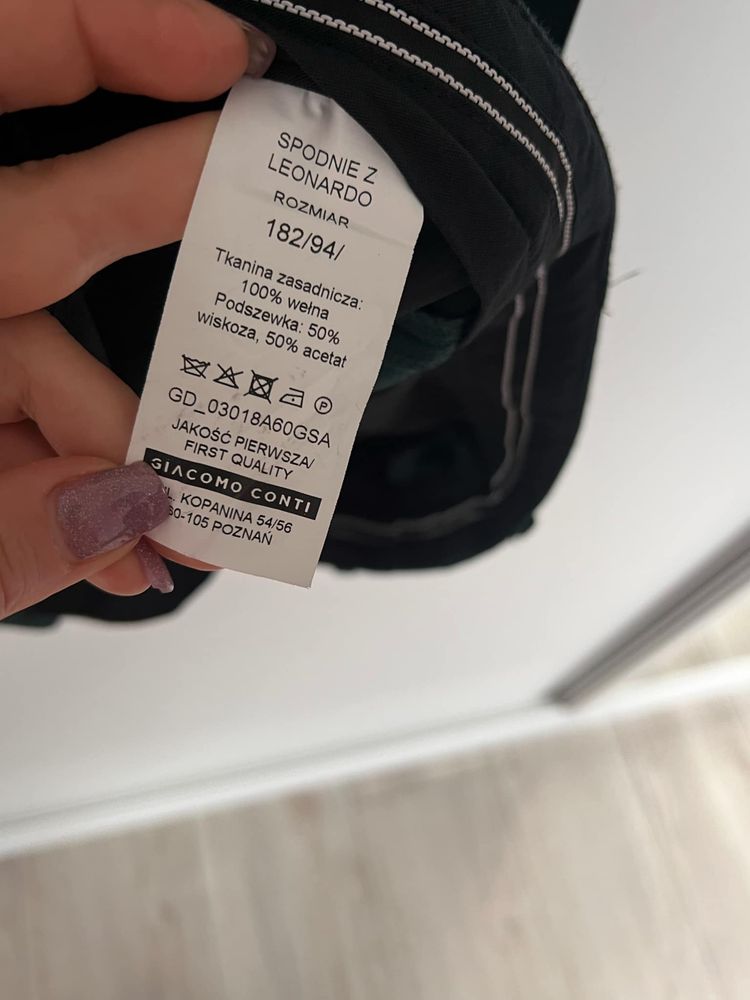 SPODNIE Z
LEONARDO
ROZMIAR
182/94/
Tkanina zasadnicza:
100% wełna
Podszewka: 50%
wiskoza, 50% acetat
P
GD_03018A60GSA
JAKOŚĆ PIERWSZA/
FIRST QUALITY
GIACOMO CONTI
KOPANINA 54/56
60-105 POZNAŃ